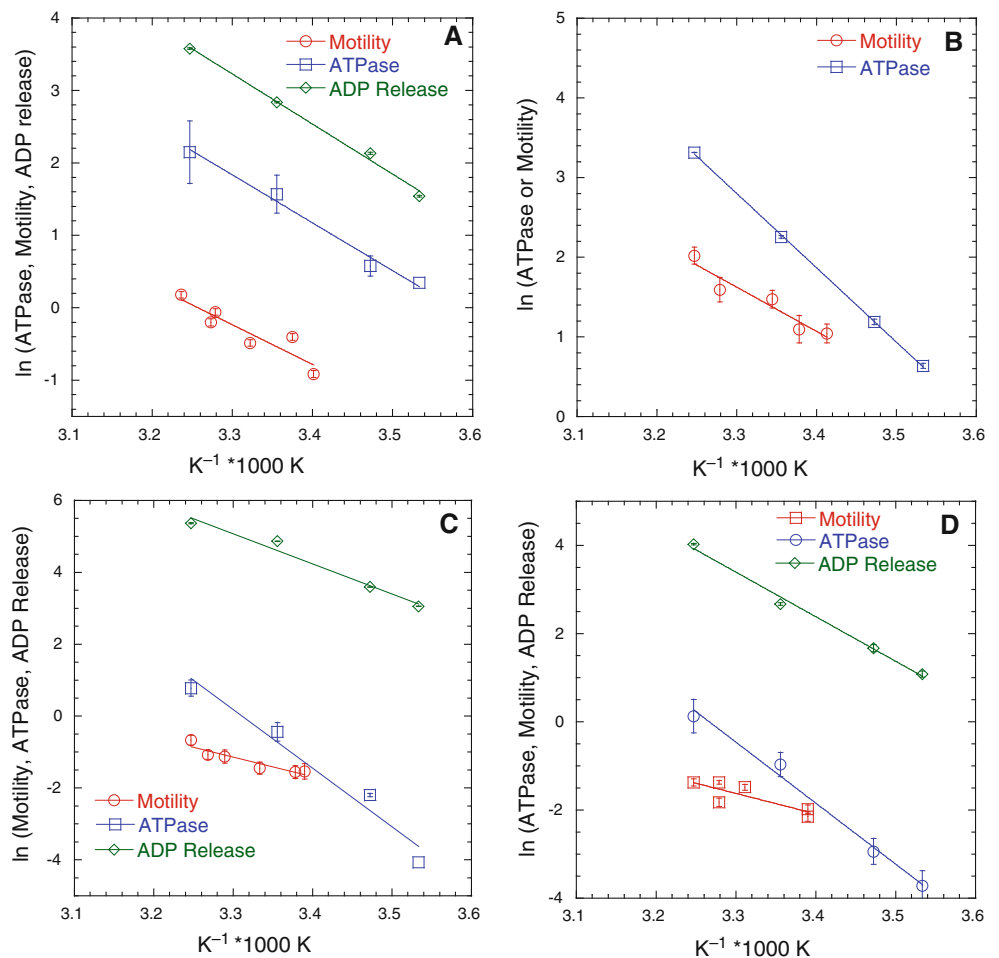 A
Motility
ATPase
ADP Release
ln (ATPase, Motility, ADP release)
4
3
2
1
0
-1
3.1 3.2 3.3 3.4 3.5 3.6
K⁻¹ *1000 K
B
Motility
ATPase
ln (ATPase or Motility)
5
4
3
2
1
0
3.1 3.2 3.3 3.4 3.5 3.6
K⁻¹ *1000 K
C
Motility
ATPase
ADP Release
ln (Motility, ATPase, ADP Release)
6
4
2
0
-2
-4
3.1 3.2 3.3 3.4 3.5 3.6
K⁻¹ *1000 K
D
Motility
ATPase
ADP Release
ln (ATPase, Motility, ADP Release)
4
2
0
-2
-4
3.1 3.2 3.3 3.4 3.5 3.6
K⁻¹ *1000 K